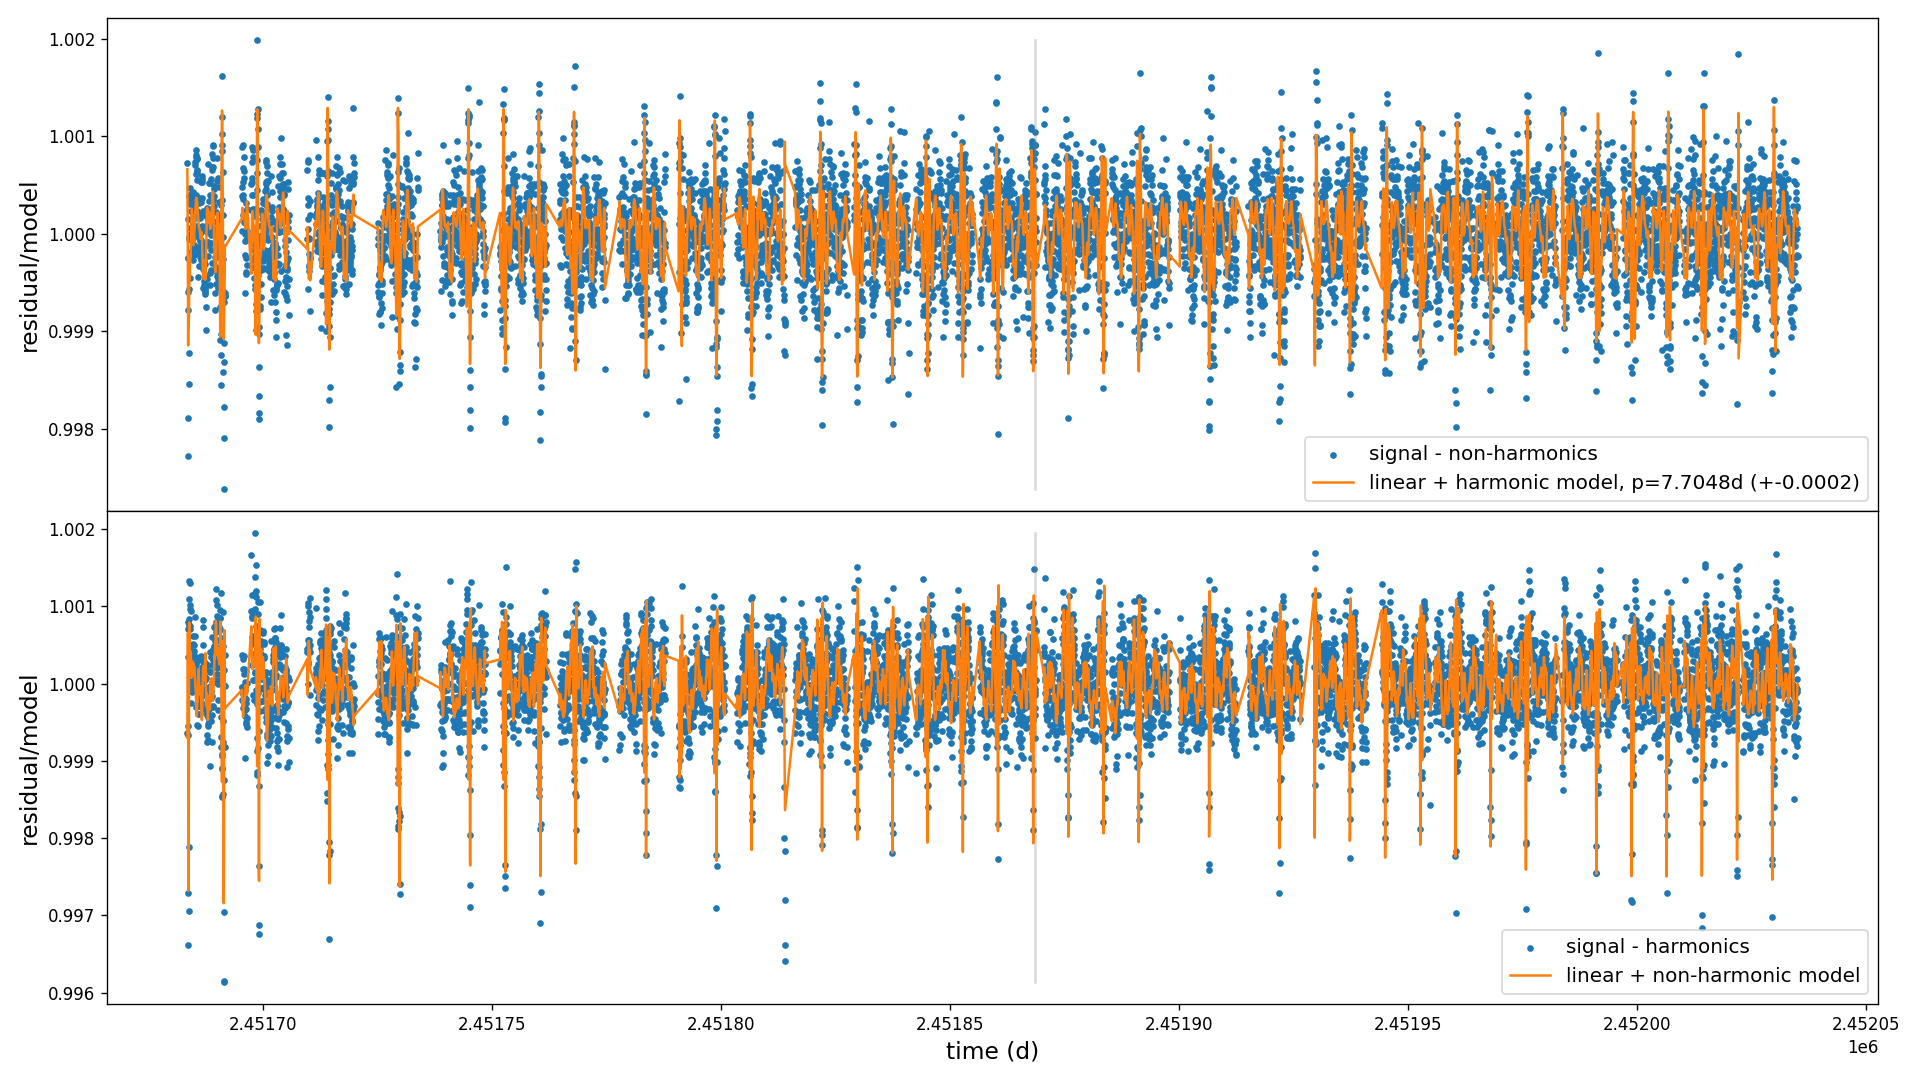 1.002
1.001
1.000
0.999
0.998
residual/model
signal - non-harmonics
linear + harmonic model, p=7.7048d (+-0.0002)
1.002
1.001
1.000
0.999
0.998
0.997
0.996
residual/model
signal - harmonics
linear + non-harmonic model
2.45170 2.45175 2.45180 2.45185 2.45190 2.45195 2.45200 2.45205
1e6
time (d)